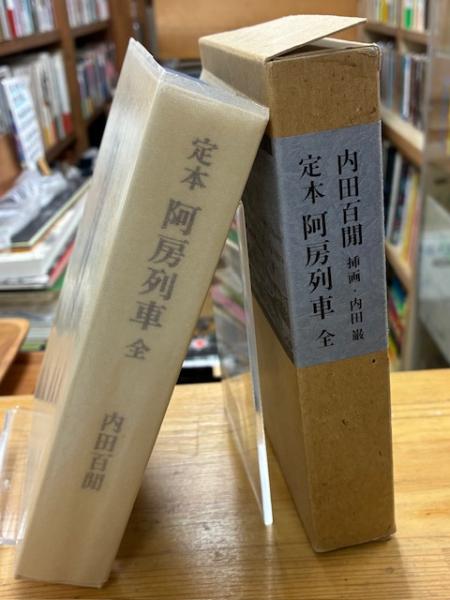 定本 阿房列車 全
内田百閒
内田百閒 挿画・内田 巌
定本 阿房列車 全